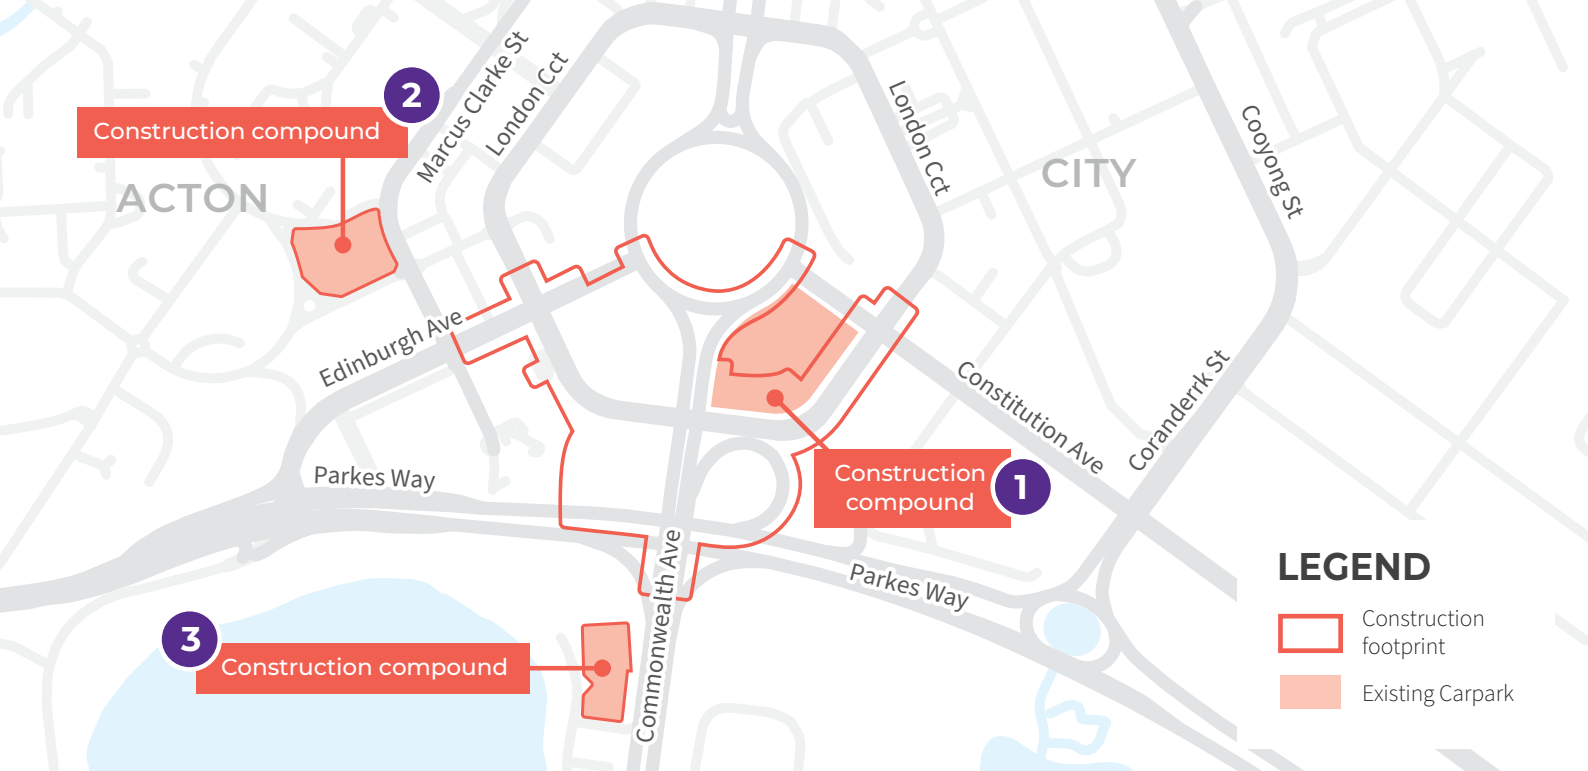 Marcus Clarke St
London Cct
London Cct
Cooyong St
2
Construction compound
ACTON
CITY
Edinburgh Ave
Constitution Ave
Coranderrk St
Parkes Way
Construction
compound
1
Parkes Way
Commonwealth Ave
3
Construction compound
LEGEND
Construction
footprint
Existing Carpark